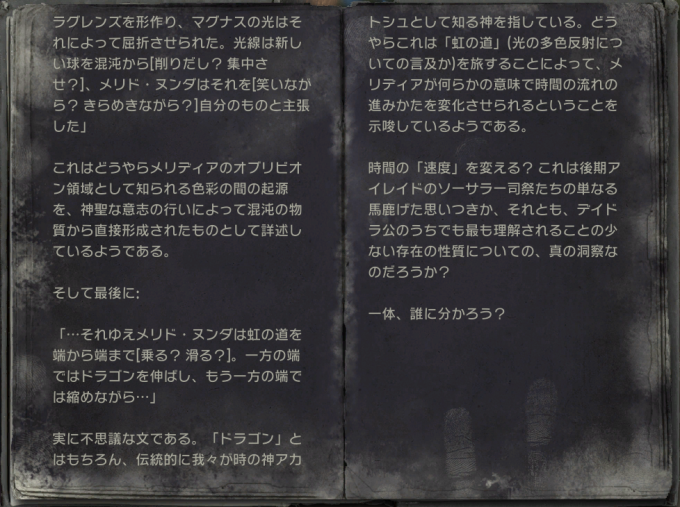 ラグレンズを形作り、マグナスの光はそ
れによって屈折させられた。光線は新し
い球を混沌から[削りだし? 集中さ
せ?]、メリド・ヌンダはそれを[笑いなが
ら? きらめきながら?]自分のものと主張
した」
これはどうやらメリディアのオブリビオ
ン領域として知られる色彩の間の起源
を、神聖な意志の行いによって混沌の物
質から直接形成されたものとして詳述し
ているようである。
そして最後に:
「…それゆえメリド・ヌンダは虹の道を
端から端まで[乗る? 滑る?]。一方の端
ではドラゴンを伸ばし、もう一方の端で
は縮めながら…」
実に不思議な文である。「ドラゴン」と
はもちろん、伝統的に我々が時の神アカ
トシュとして知る神を指している。どう
やらこれは「虹の道」(光の多色反射につ
いての言及か)を旅することによって、メ
リディアが何らかの意味で時間の流れの
進みかたを変化させられるということを
示唆しているようである。
時間の「速度」を変える? これは後期ア
イレイドのソーサラー司祭たちの単なる
馬鹿げた思いつきか、それとも、デイド
ラ公のうちでも最も理解されることの少
ない存在の性質についての、真の洞察な
のだろうか?
一体、誰に分かろう?